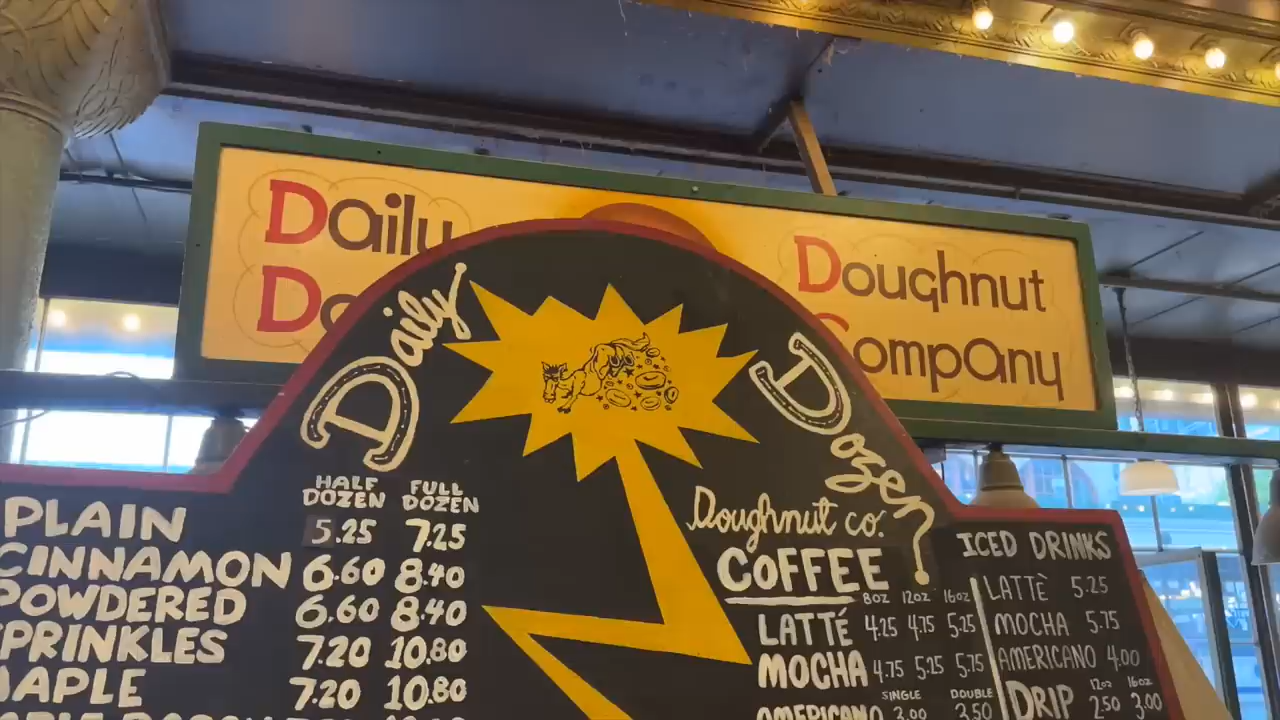 Daily
Doughnut
Company
Daily
Dozen
Doughnut co.
HALF DOZEN FULL DOZEN
PLAIN 5.25 7.25
CINNAMON 6.60 8.40
POWDERED 6.60 8.40
SPRINKLES 7.20 10.80
MAPLE 7.20 10.80
COFFEE
8oz 12oz 16oz
LATTÉ 4.25 4.75 5.25
MOCHA 4.75 5.25 5.75
SINGLE DOUBLE
AMERICANO 3.00 3.50
ICED DRINKS
LATTÈ 5.25
MOCHA 5.75
AMERICANO 4.00
12oz 16oz
DRIP 2.50 3.00